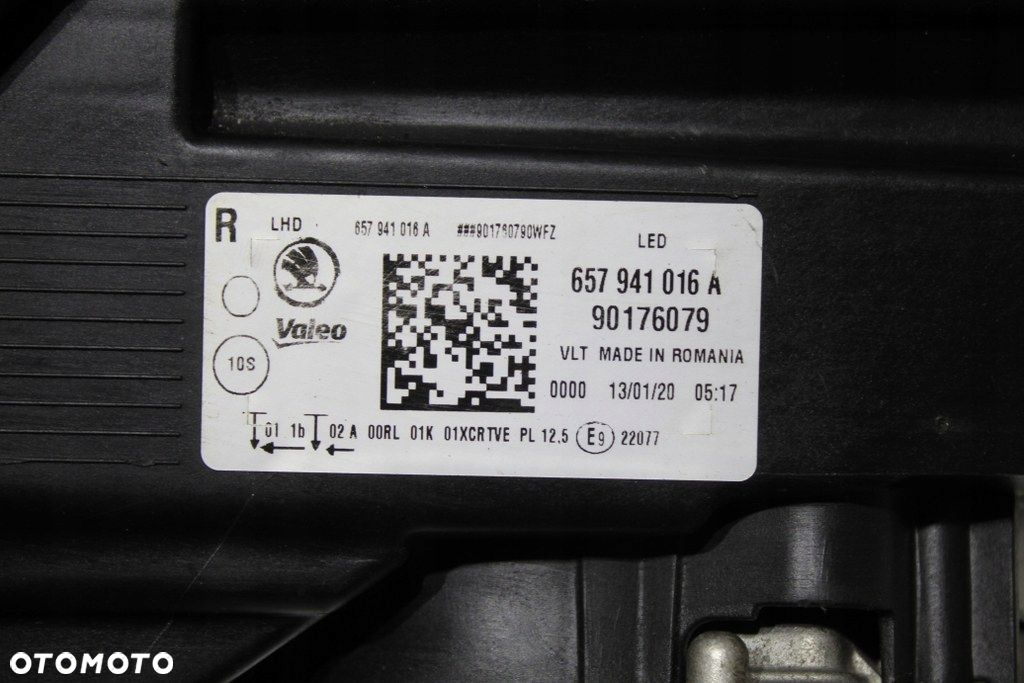 R LHD 657 941 016 A ###901760790WFZ LED
657 941 016 A
90176079
Valeo
VLT MADE IN ROMANIA
10S
0000 13/01/20 05:17
01 1b 02 A 00RL 01K 01XCRTVE PL 12,5 E9 22077
OTOMOTO